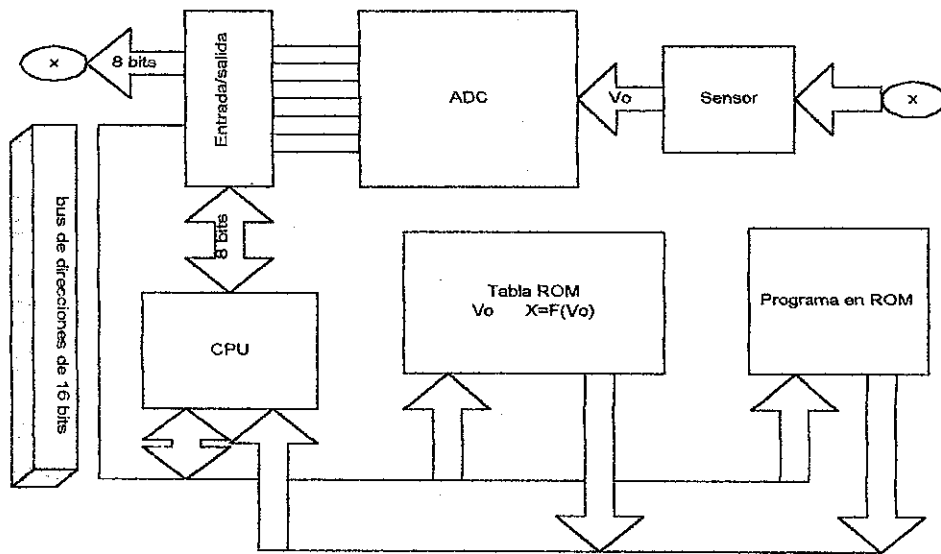 x
8 bits
Entrada/salida
ADC
Vo
Sensor
x
bus de direcciones de 16 bits
8 bits
CPU
Tabla ROM
Vo X=F(Vo)
Programa en ROM